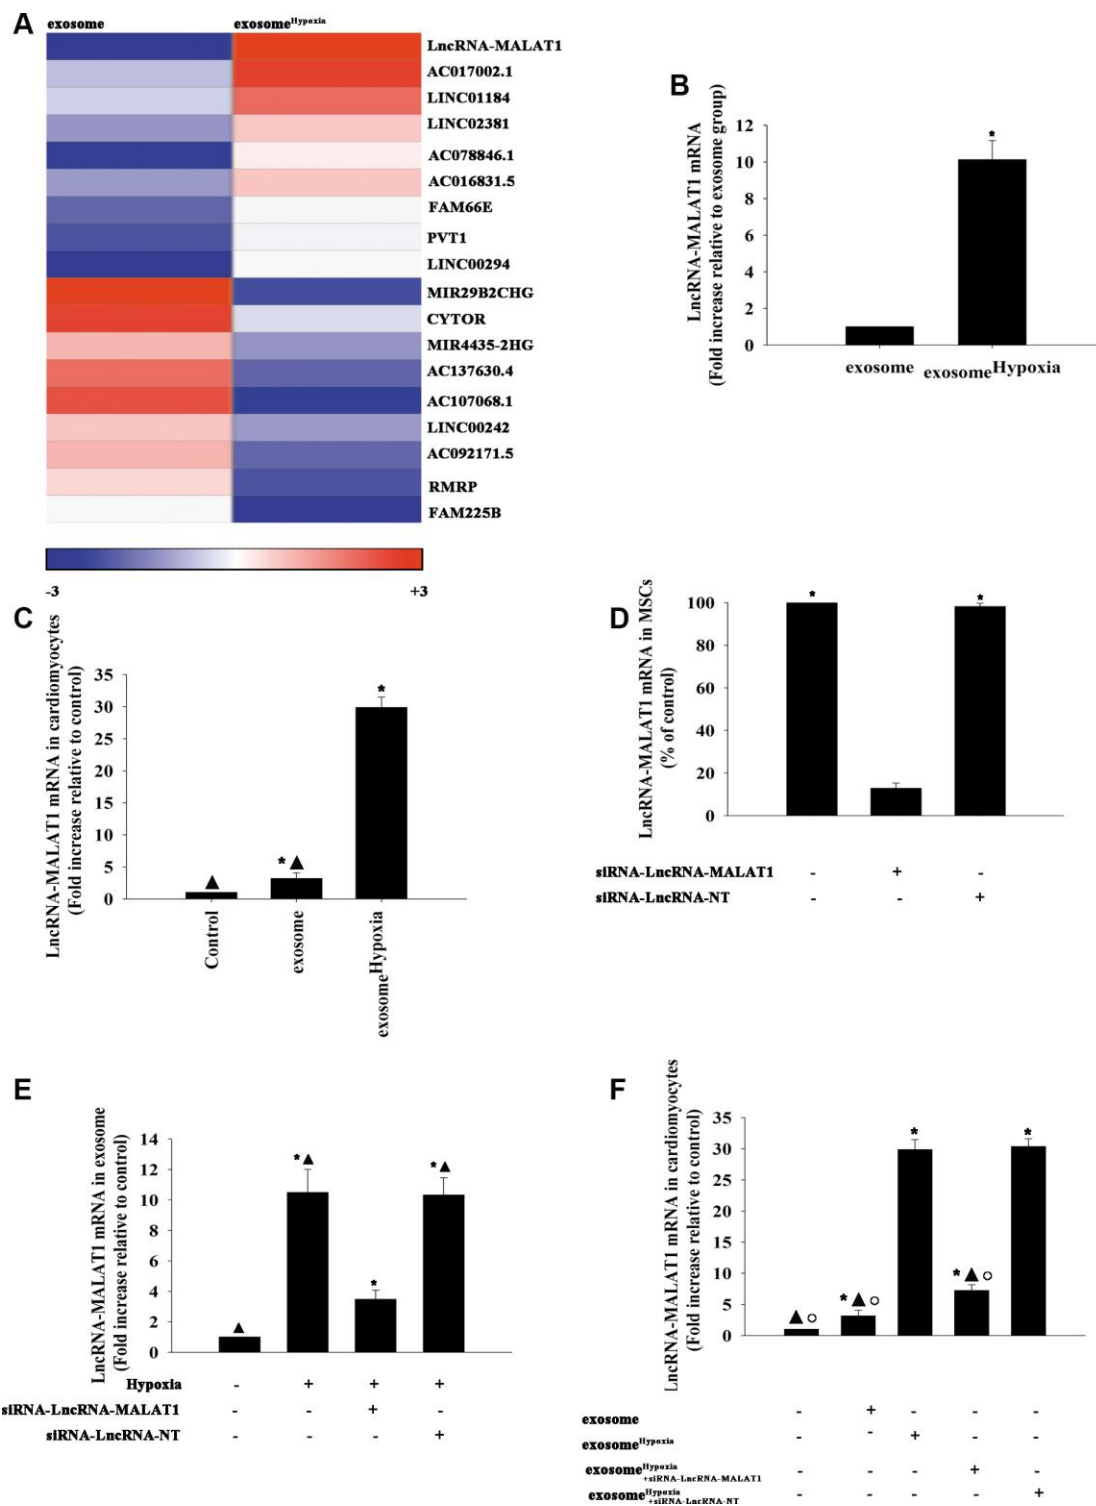 A
exosome exosomeHypoxia
LncRNA-MALAT1
AC017002.1
LINC01184
LINC02381
AC078846.1
AC016831.5
FAM66E
PVT1
LINC00294
MIR29B2CHG
CYTOR
MIR4435-2HG
AC137630.4
AC107068.1
LINC00242
AC092171.5
RMRP
FAM225B
-3 +3
B
LncRNA-MALAT1 mRNA
(Fold increase relative to exosome group)
12
10
8
6
4
2
0
*
exosome exosomeHypoxia
C
LncRNA-MALAT1 mRNA in cardiomyocytes
(Fold increase relative to control)
35
30
25
20
15
10
5
0
▲ * ▲ *
Control
exosome
exosomeHypoxia
D
LncRNA-MALAT1 mRNA in MSCs
(% of control)
100
80
60
40
20
0
* *
siRNA-LncRNA-MALAT1 - + -
siRNA-LncRNA-NT - - +
E
LncRNA-MALAT1 mRNA in exosome
(Fold increase relative to control)
14
12
10
8
6
4
2
0
▲ * ▲ * * ▲
Hypoxia - + + +
siRNA-LncRNA-MALAT1 - - + -
siRNA-LncRNA-NT - - - +
F
LncRNA-MALAT1 mRNA in cardiomyocytes
(Fold increase relative to control)
35
30
25
20
15
10
5
0
▲ ○ * ▲ ○ * * ▲ ○ *
exosome - + - - -
exosomeHypoxia - - + - -
exosomeHypoxia+siRNA-LncRNA-MALAT1 - - - + -
exosomeHypoxia+siRNA-LncRNA-NT - - - - +